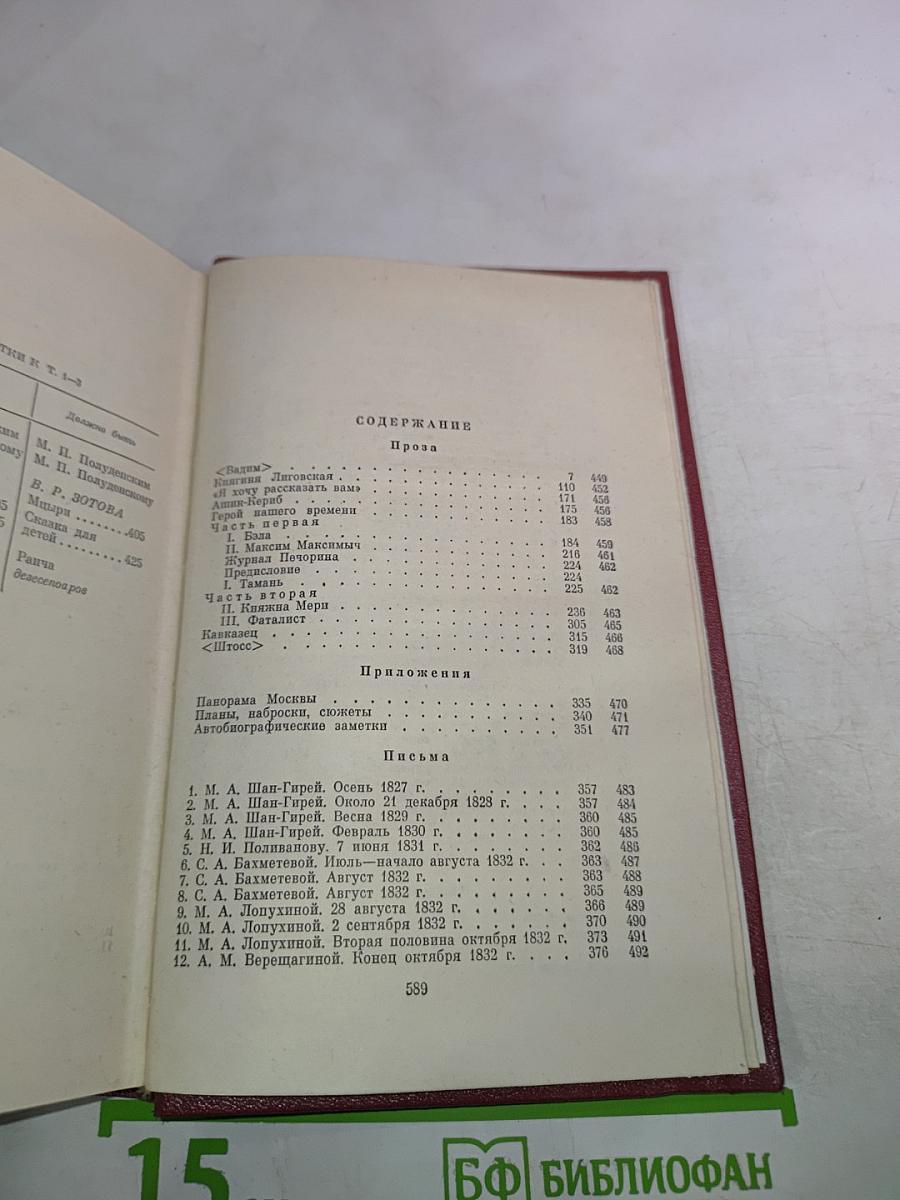 ТКИ К Т. 1—3
Должно быть
М. П. Полуденским
М. П. Полуденскому
В. Р. ЗОТОВА
Мцыри .......405
Сказка для
детей .........425
Ранча
дезеспоаров
СОДЕРЖАНИЕ
Проза
<Вадим> . . . . . . . . . . . . 7 449
Княгиня Лиговская . . . . . . . . . . 110 452
«Я хочу рассказать вам» . . . . . . . . . 171 456
Ашик-Кериб . . . . . . . . . . . 175 456
Герой нашего времени . . . . . . . . . 183 458
Часть первая
I. Бэла . . . . . . . . . . . . 184 459
II. Максим Максимыч . . . . . . . . . 216 461
Журнал Печорина . . . . . . . . . . 224 462
Предисловие . . . . . . . . . . . 224
I. Тамань . . . . . . . . . . . 225 462
Часть вторая
II. Княжна Мери . . . . . . . . . . 236 463
III. Фаталист . . . . . . . . . . . 305 465
Кавказец . . . . . . . . . . . . 315 466
<Штосс> . . . . . . . . . . . . 319 468
Приложения
Панорама Москвы . . . . . . . . . . 335 470
Планы, наброски, сюжеты . . . . . . . . . 340 471
Автобиографические заметки . . . . . . . . 351 477
Письма
1. М. А. Шан-Гирей. Осень 1827 г. . . . . . . . . 357 483
2. М. А. Шан-Гирей. Около 21 декабря 1828 г. . . . 357 484
3. М. А. Шан-Гирей. Весна 1829 г. . . . . . . . . 360 485
4. М. А. Шан-Гирей. Февраль 1830 г. . . . . . . . 360 485
5. Н. И. Поливанову. 7 июня 1831 г. . . . . . . . 362 486
6. С. А. Бахметевой. Июль—начало августа 1832 г. . . 363 487
7. С. А. Бахметевой. Август 1832 г. . . . . . . . 363 488
8. С. А. Бахметевой. Август 1832 г. . . . . . . . 365 489
9. М. А. Лопухиной. 28 августа 1832 г. . . . . . . 366 489
10. М. А. Лопухиной. 2 сентября 1832 г. . . . . . . 370 490
11. М. А. Лопухиной. Вторая половина октября 1832 г. 373 491
12. А. М. Верещагиной. Конец октября 1832 г. . . . 376 492
589
15
БФ БИБЛИОФАН